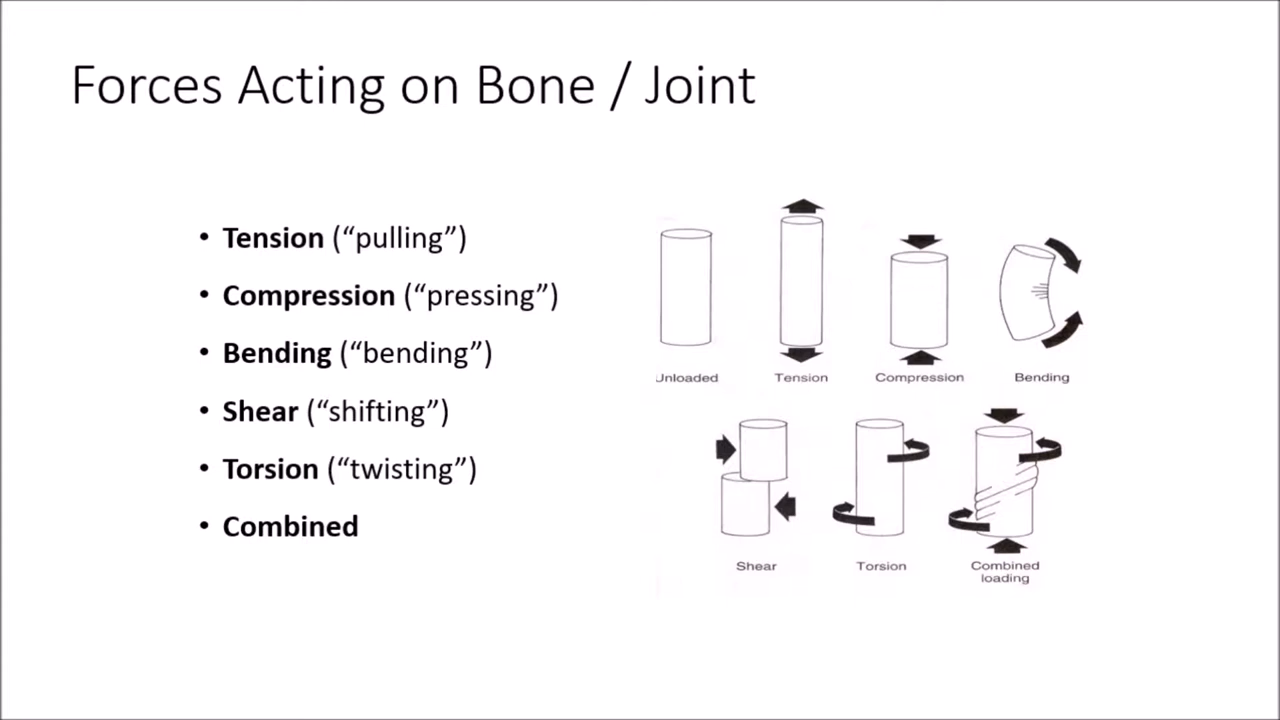 Forces Acting on Bone / Joint
• Tension (“pulling”)
• Compression (“pressing”)
• Bending (“bending”)
• Shear (“shifting”)
• Torsion (“twisting”)
• Combined
Unloaded
Tension
Compression
Bending
Shear
Torsion
Combined
loading